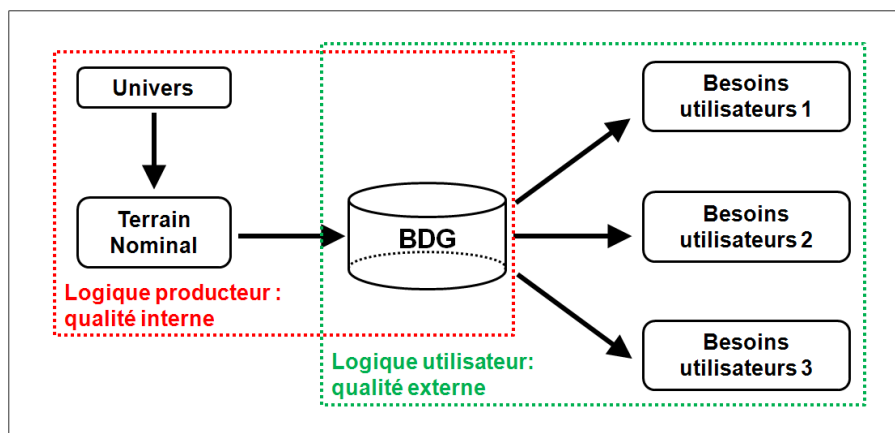 Univers
Terrain
Nominal
Logique producteur :
qualité interne
BDG
Logique utilisateur:
qualité externe
Besoins
utilisateurs 1
Besoins
utilisateurs 2
Besoins
utilisateurs 3